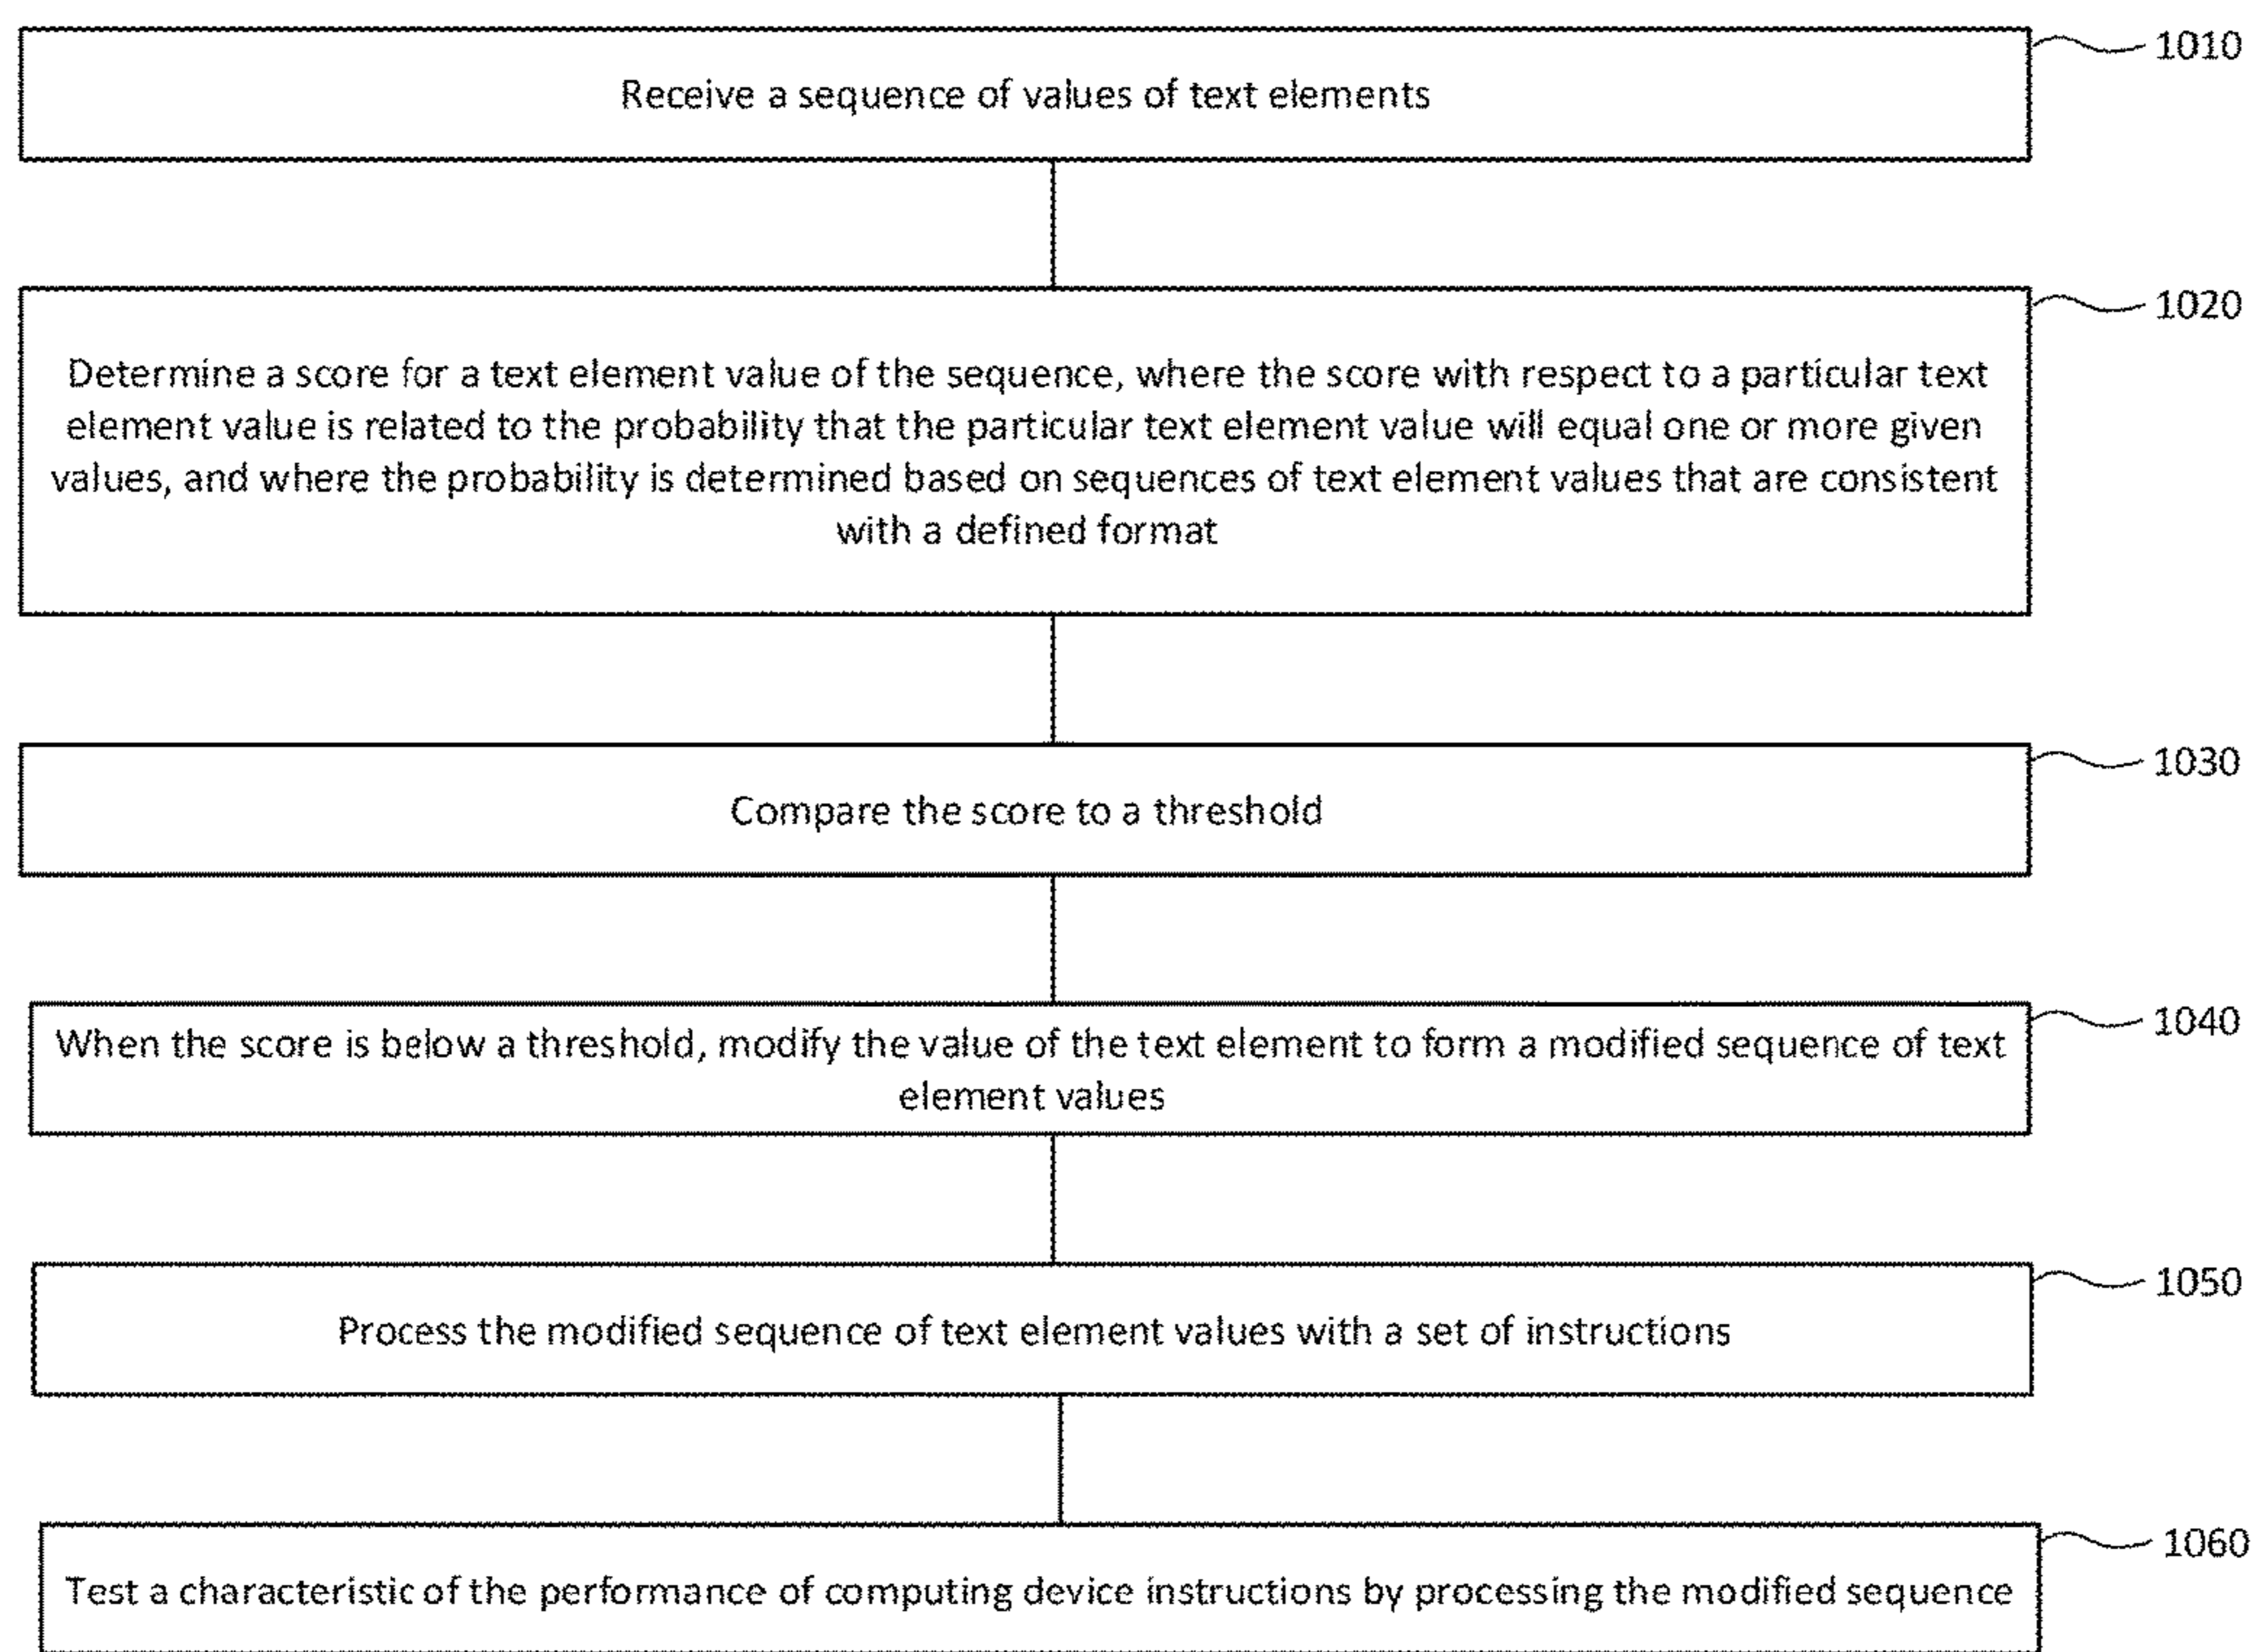 1010
Receive a sequence of values of text elements
1020
Determine a score for a text element value of the sequence, where the score with respect to a particular text
element value is related to the probability that the particular text element value will equal one or more given
values, and where the probability is determined based on sequences of text element values that are consistent
with a defined format
1030
Compare the score to a threshold
1040
When the score is below a threshold, modify the value of the text element to form a modified sequence of text
element values
1050
Process the modified sequence of text element values with a set of instructions
1060
Test a characteristic of the performance of computing device instructions by processing the modified sequence